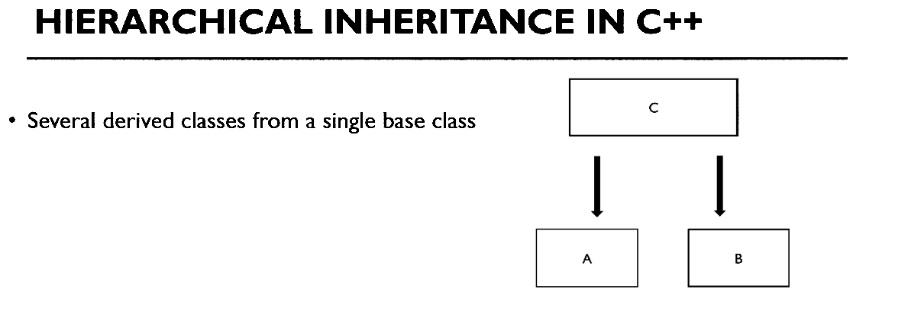 HIERARCHICAL INHERITANCE IN C++
• Several derived classes from a single base class
C
A
B